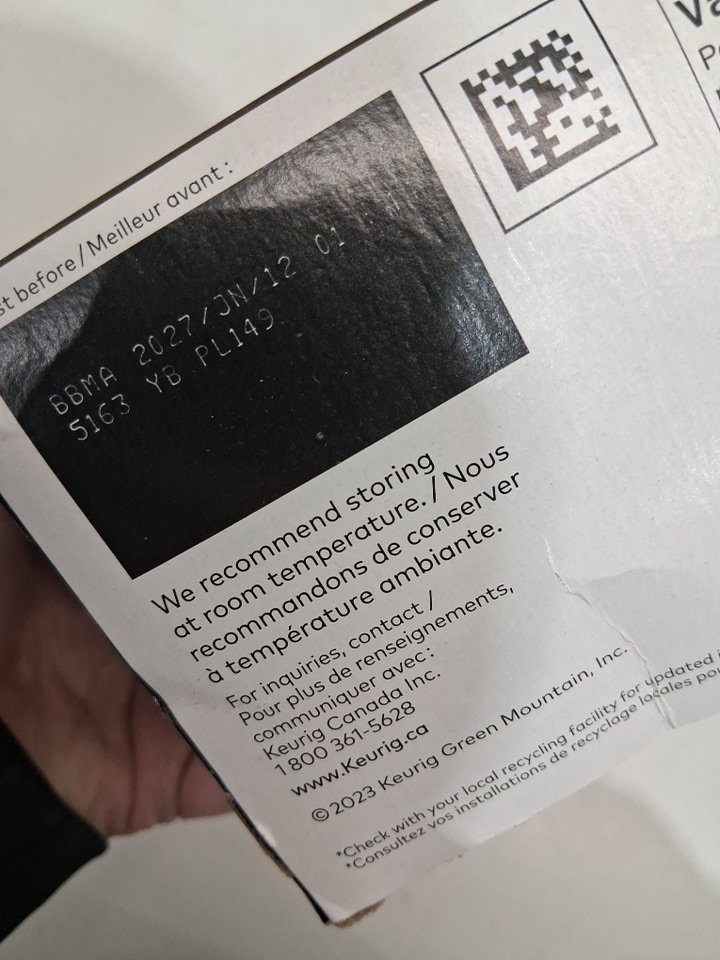 st before / Meilleur avant :
BBMA 2027/JN/12 01
5163 YB PL149
We recommend storing
at room temperature. / Nous
recommandons de conserver
à température ambiante.
For inquiries, contact /
Pour plus de renseignements,
communiquer avec :
Keurig Canada Inc.
1 800 361-5628
www.Keurig.ca
©2023 Keurig Green Mountain, Inc.
*Check with your local recycling facility for updated
*Consultez vos installations de recyclage locales pou